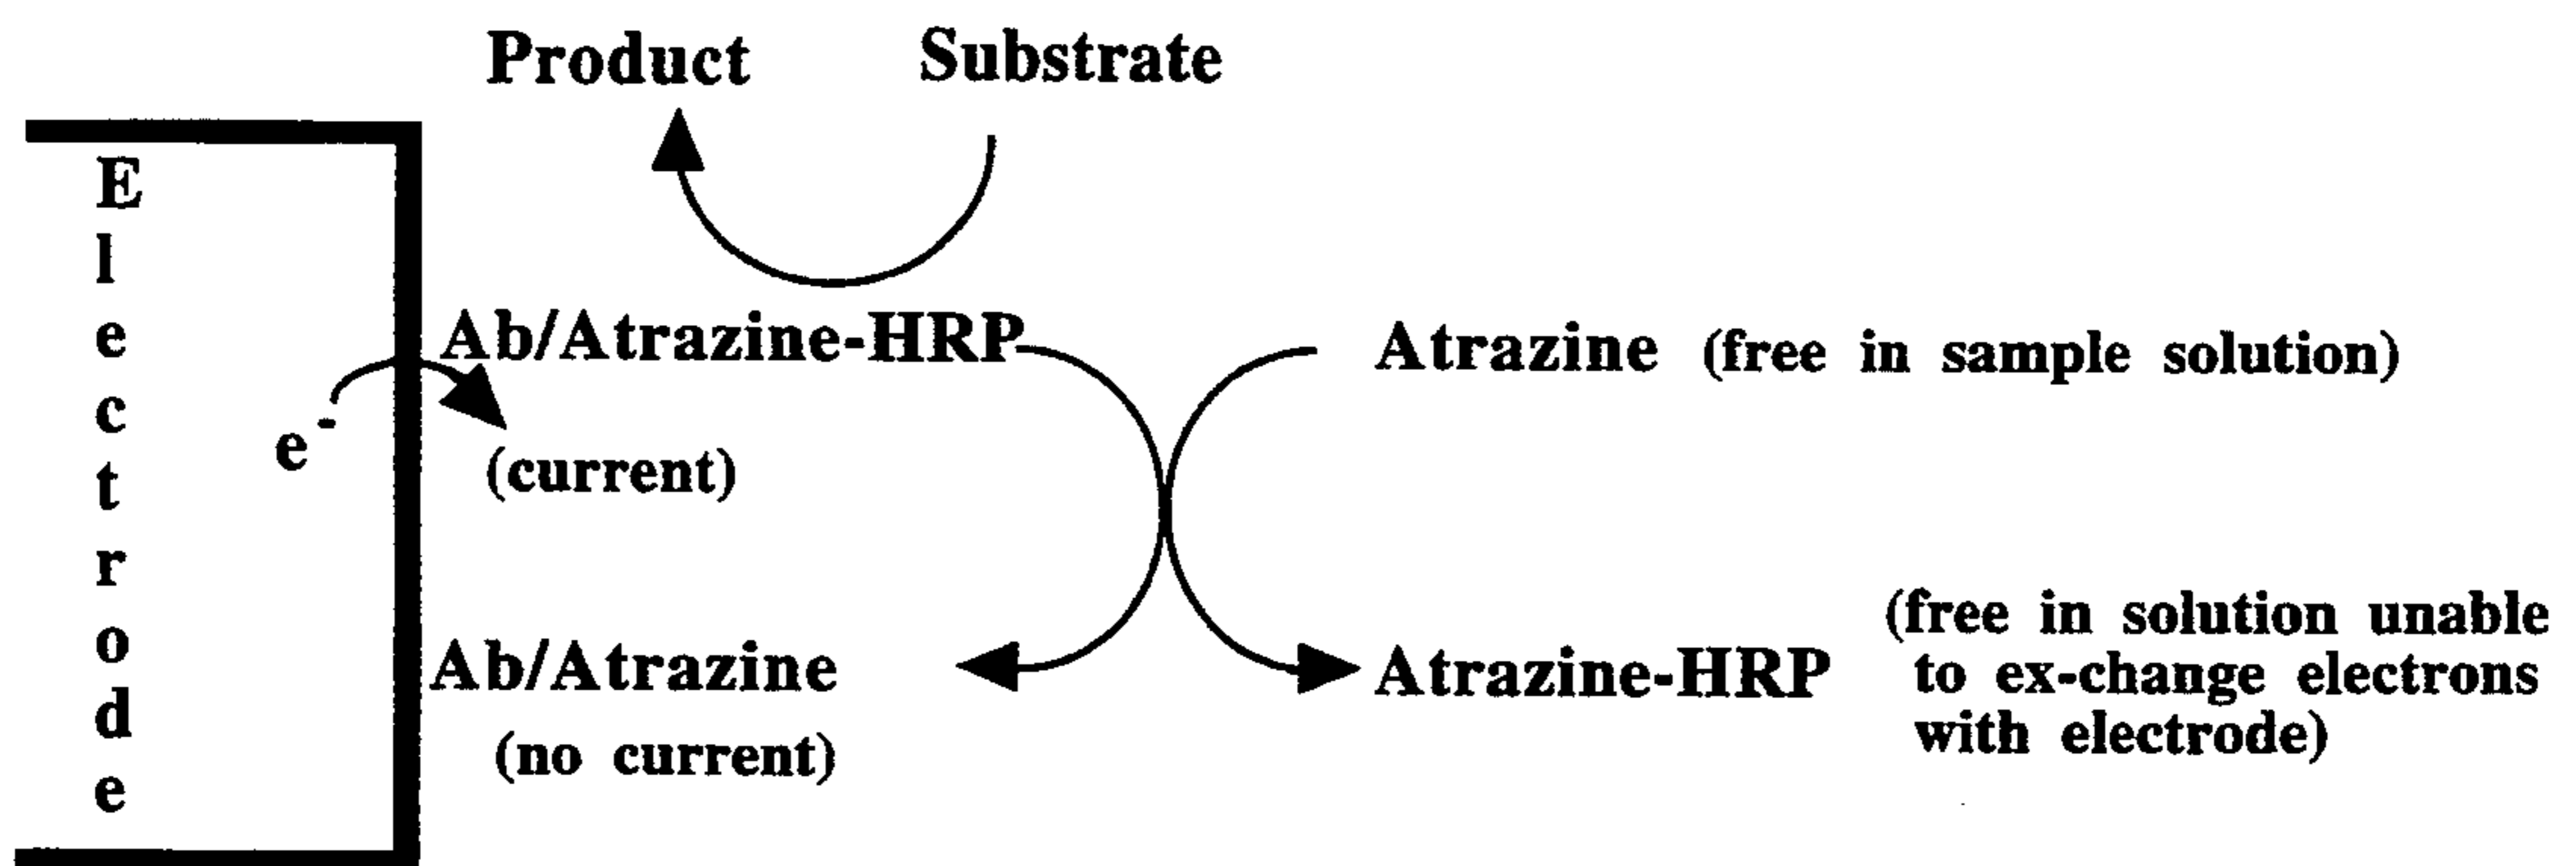 Product Substrate
Electrode
Ab/Atrazine-HRP Atrazine (free in sample solution)
e-
(current)
Ab/Atrazine
(no current)
Atrazine-HRP
(free in solution unable
to ex-change electrons
with electrode)